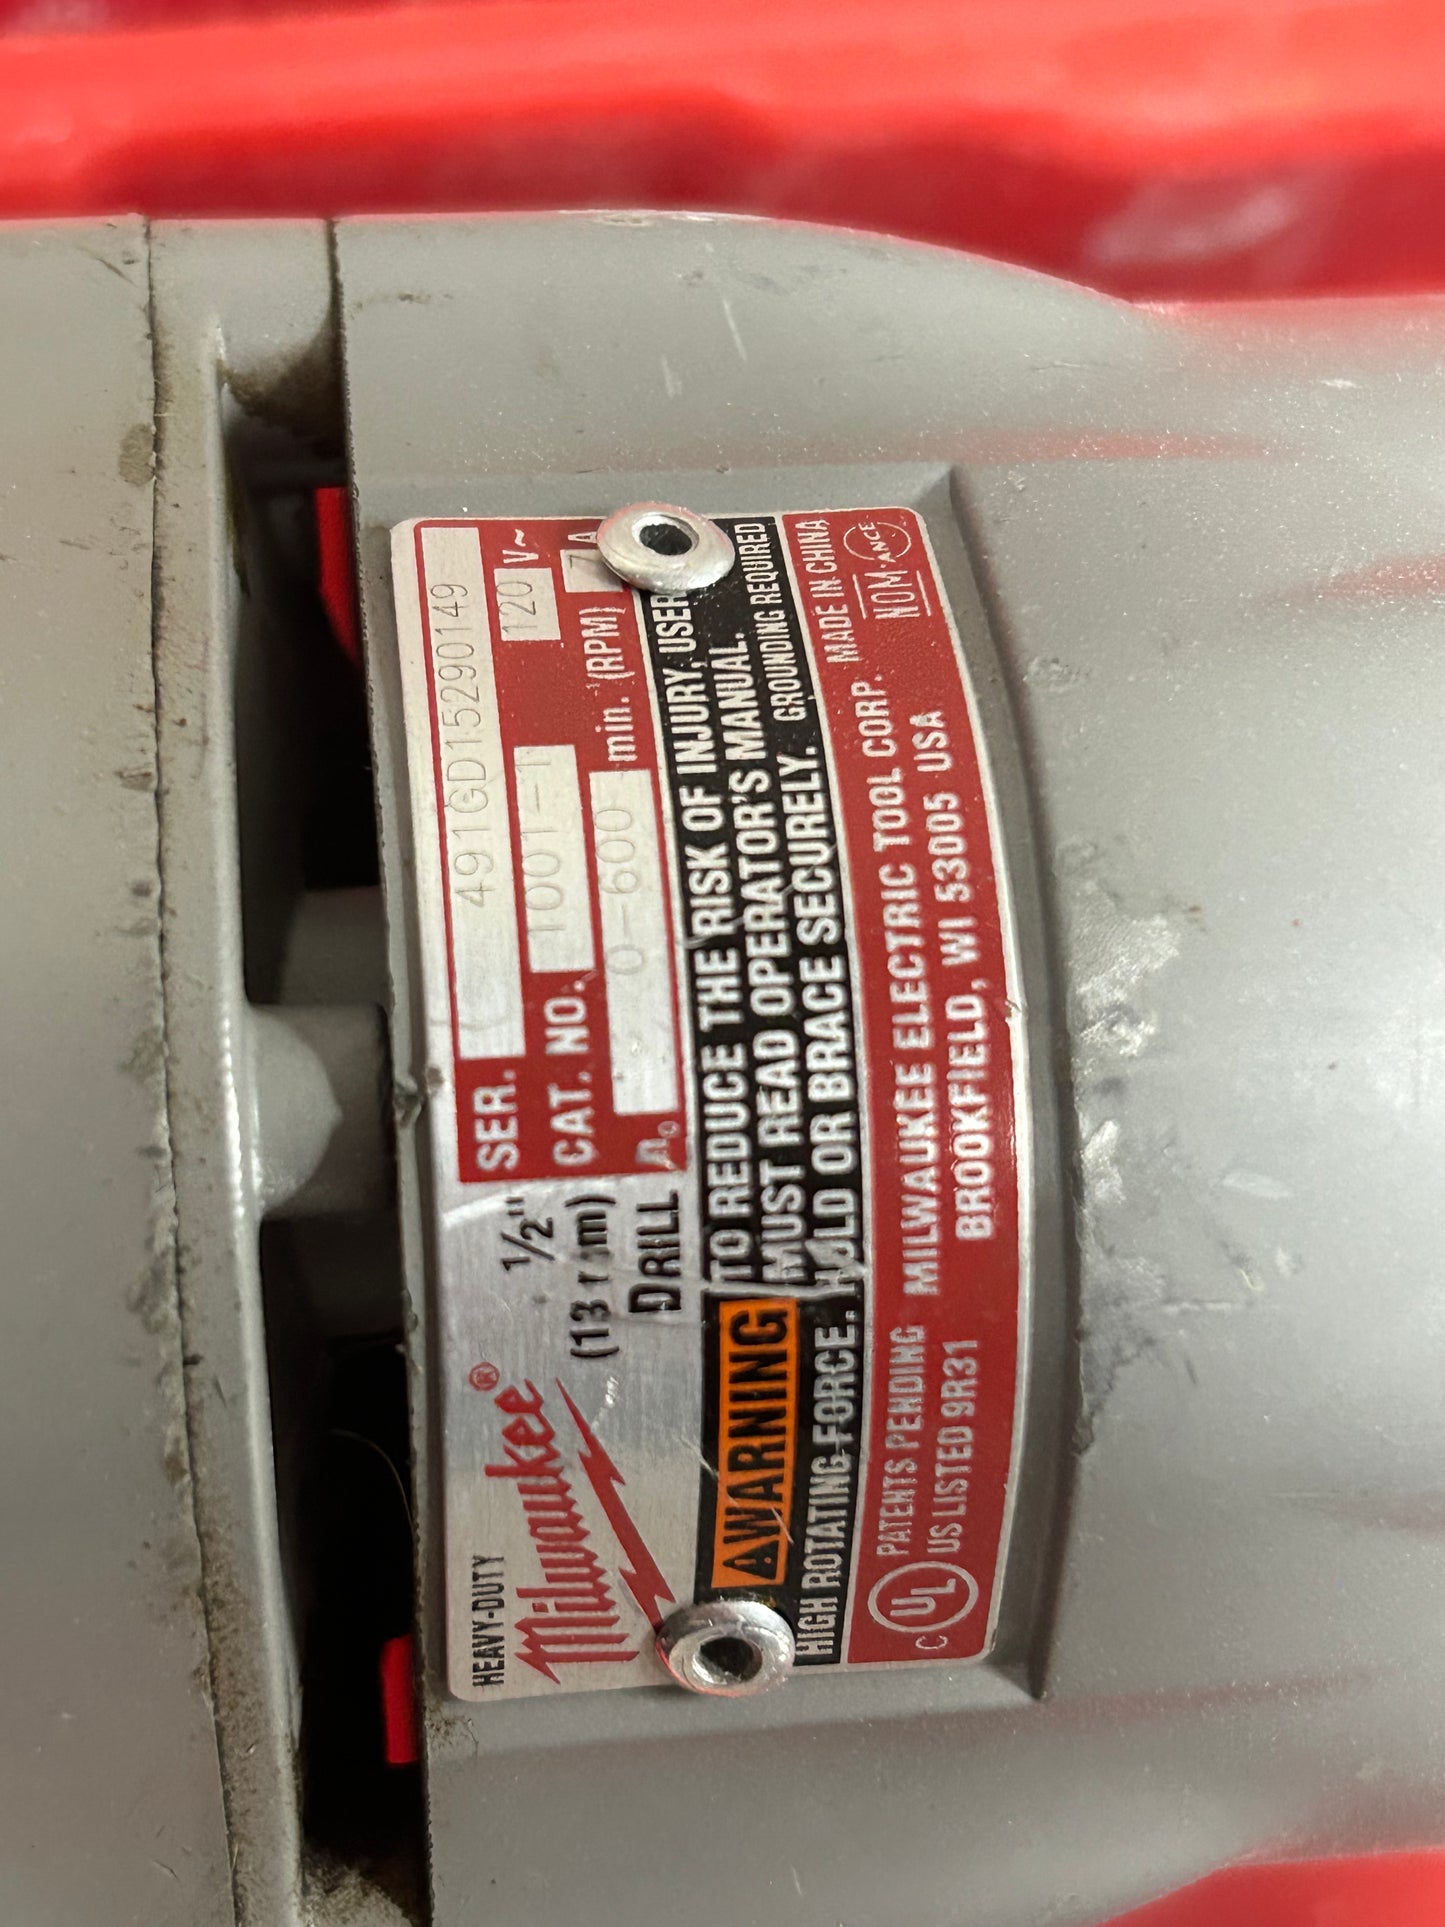 HEAVY-DUTY
Milwaukee®
1/2"
(13 mm)
DRILL
SER. 491GD15290149
CAT. NO. 1001-1 120 V~
n₀ 0-600 min.⁻¹(RPM) 7 A
⚠WARNING TO REDUCE THE RISK OF INJURY, USER
MUST READ OPERATOR'S MANUAL.
HIGH ROTATING FORCE. HOLD OR BRACE SECURELY. GROUNDING REQUIRED
C UL US LISTED 9R31
PATENTS PENDING
MILWAUKEE ELECTRIC TOOL CORP.
BROOKFIELD, WI 53005 USA
MADE IN CHINA
NOM-ANCE